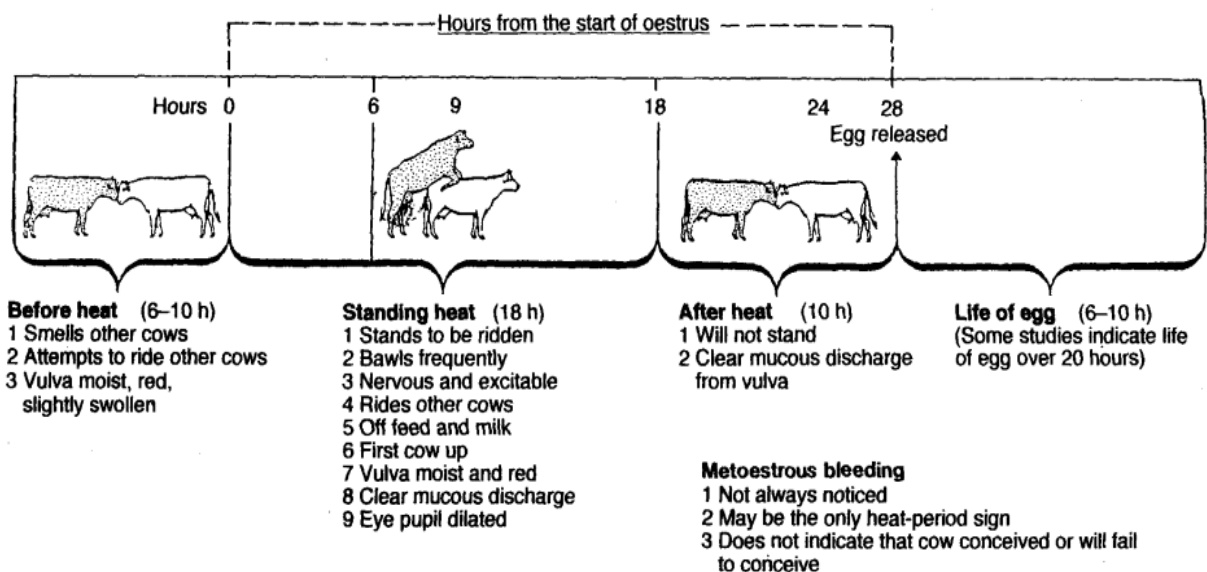 Hours from the start of oestrus
Hours 0 6 9 18 24 28
Egg released
Before heat (6–10 h)
1 Smells other cows
2 Attempts to ride other cows
3 Vulva moist, red,
slightly swollen
Standing heat (18 h)
1 Stands to be ridden
2 Bawls frequently
3 Nervous and excitable
4 Rides other cows
5 Off feed and milk
6 First cow up
7 Vulva moist and red
8 Clear mucous discharge
9 Eye pupil dilated
After heat (10 h)
1 Will not stand
2 Clear mucous discharge
from vulva
Life of egg (6–10 h)
(Some studies indicate life
of egg over 20 hours)
Metoestrous bleeding
1 Not always noticed
2 May be the only heat-period sign
3 Does not indicate that cow conceived or will fail
to conceive